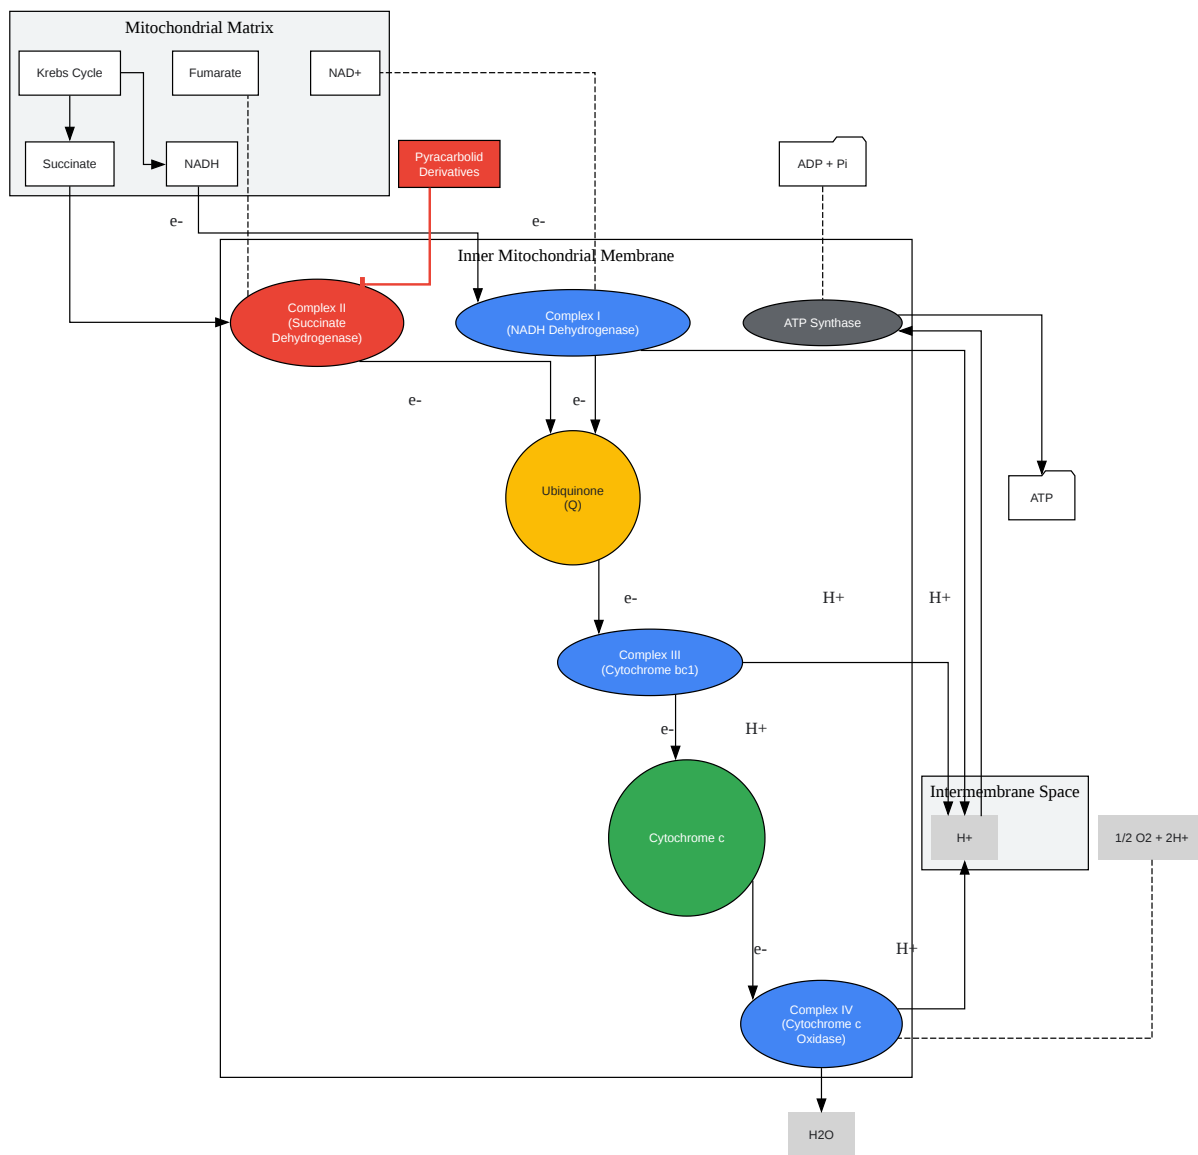 Mitochondrial Matrix
Krebs Cycle
Fumarate
NAD+
Succinate
NADH
Pyracarbolid
Derivatives
ADP + Pi
e-
e-
Inner Mitochondrial Membrane
Complex II
(Succinate
Dehydrogenase)
Complex I
(NADH Dehydrogenase)
ATP Synthase
e-
e-
Ubiquinone
(Q)
ATP
e-
H+
H+
Complex III
(Cytochrome bc1)
e-
H+
Intermembrane Space
Cytochrome c
H+
1/2 O2 + 2H+
e-
H+
Complex IV
(Cytochrome c
Oxidase)
H2O